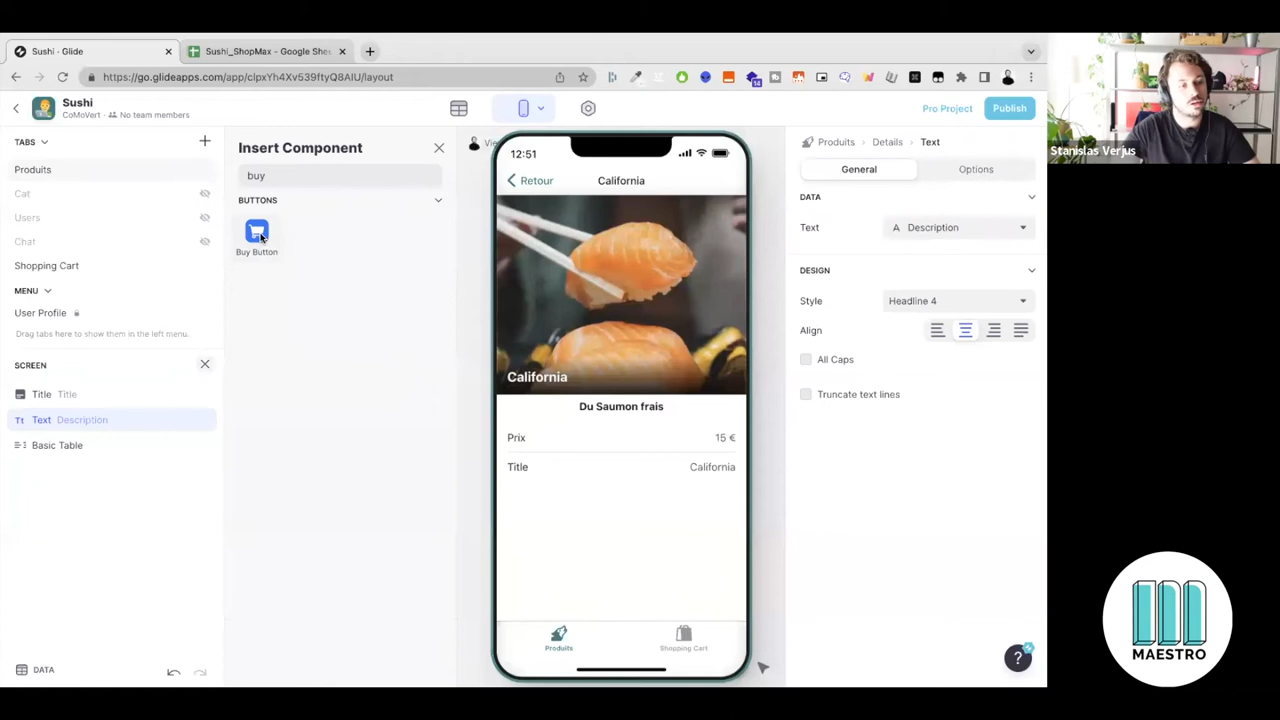 Sushi - Glide
Sushi_ShopMax - Google She
https://go.glideapps.com/app/clpxYh4Xv539ftyQ8AIU/layout
14
Stanislas Verjus
Sushi
CoMoVert · No team members
Pro Project
Publish
TABS
Produits
Cat
Users
Chat
Shopping Cart
MENU
User Profile
Drag tabs here to show them in the left menu.
SCREEN
Title Title
Tt Text Description
Basic Table
DATA
Insert Component
buy
BUTTONS
Buy Button
12:51
Retour
California
California
Du Saumon frais
Prix 15 €
Title California
Produits
Shopping Cart
Produits Details Text
General
Options
DATA
Text A Description
DESIGN
Style Headline 4
Align
All Caps
Truncate text lines
?
MAESTRO